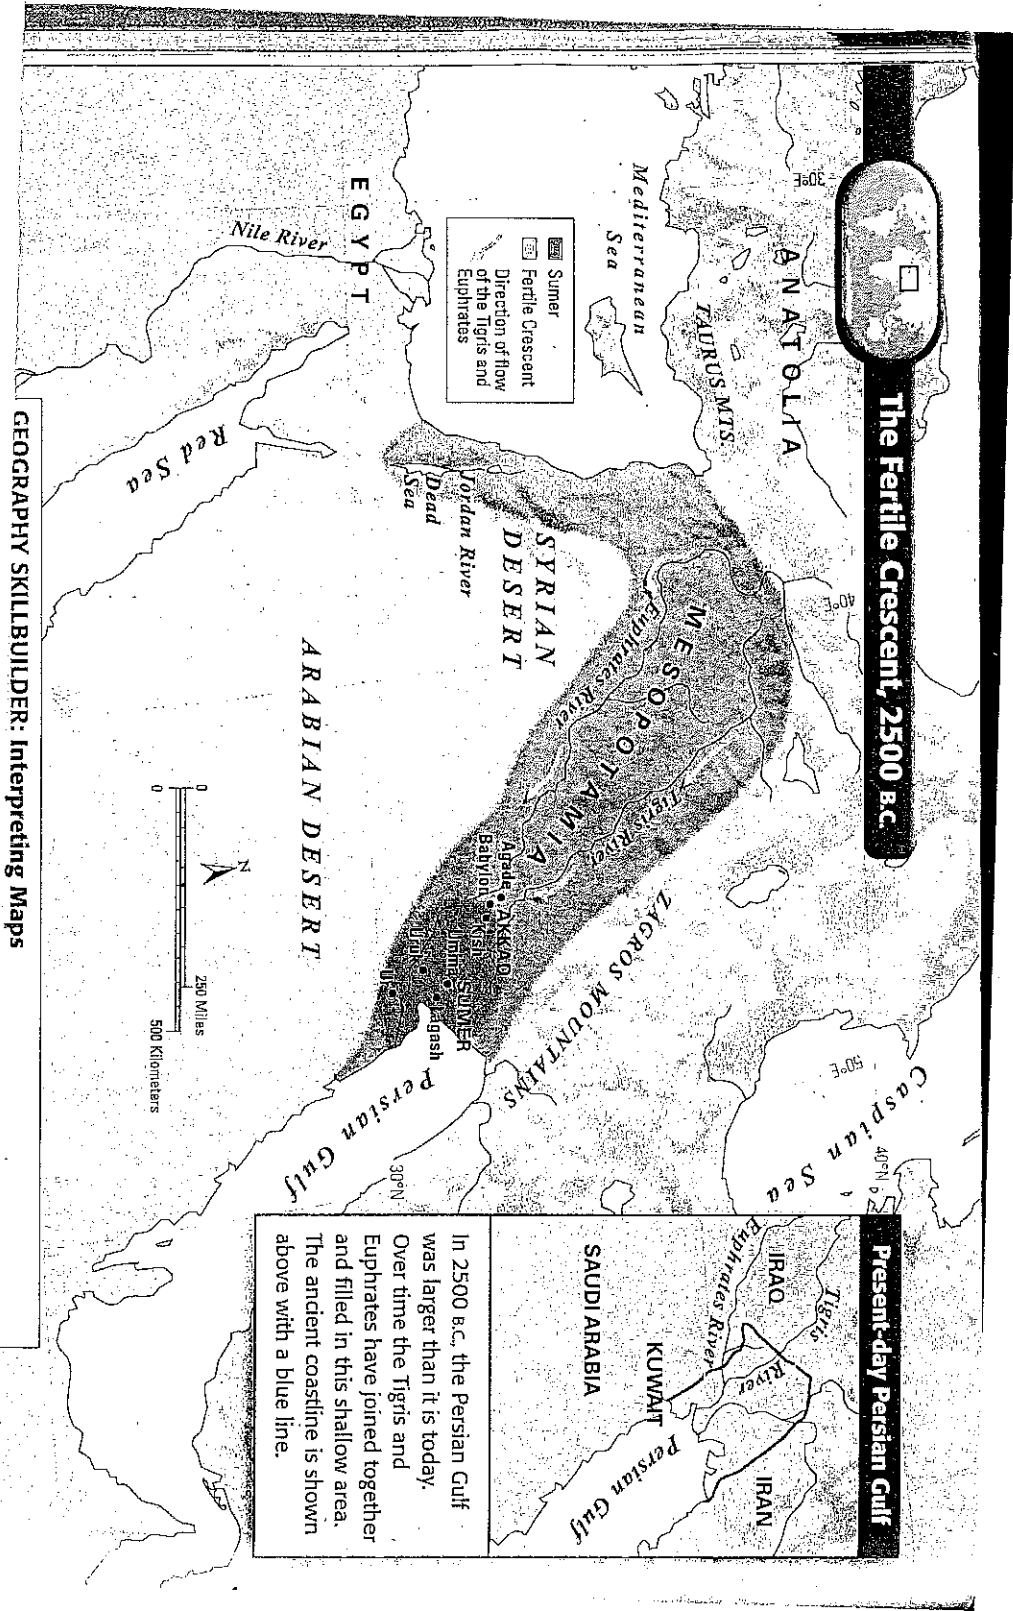 The Fertile Crescent, 2500 B.C.
30°E
40°E
50°E
40°N
30°N
ANATOLIA
TAURUS MTS.
Mediterranean
Sea
Caspian Sea
Sumer
Fertile Crescent
Direction of flow
of the Tigris and
Euphrates
MESOPOTAMIA
Euphrates River
Tigris River
ZAGROS MOUNTAINS
SYRIAN
DESERT
Jordan River
Dead
Sea
EGYPT
Nile River
Red Sea
ARABIAN DESERT
Agade
AKKAD
Babylon
Kish
Umma
SUMER
Lagash
Uruk
Ur
Persian Gulf
N
0
250 Miles
0
500 Kilometers
Present-day Persian Gulf
IRAQ
Tigris
River
Euphrates River
IRAN
KUWAIT
SAUDI ARABIA
Persian Gulf
In 2500 B.C., the Persian Gulf
was larger than it is today.
Over time the Tigris and
Euphrates have joined together
and filled in this shallow area.
The ancient coastline is shown
above with a blue line.
GEOGRAPHY SKILLBUILDER: Interpreting Maps